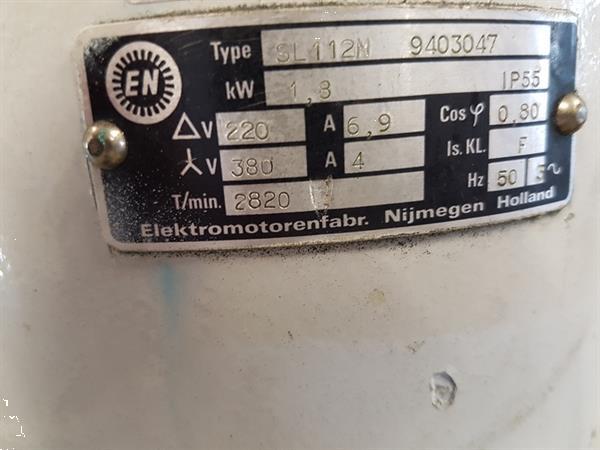 EN
Type SL112M 9403047
kW 1,8 IP55
△V 220 A 6,9 Cos φ 0,80
⅄V 380 A 4 Is. KL. F
T/min. 2820 Hz 50 3~
Elektromotorenfabr. Nijmegen Holland